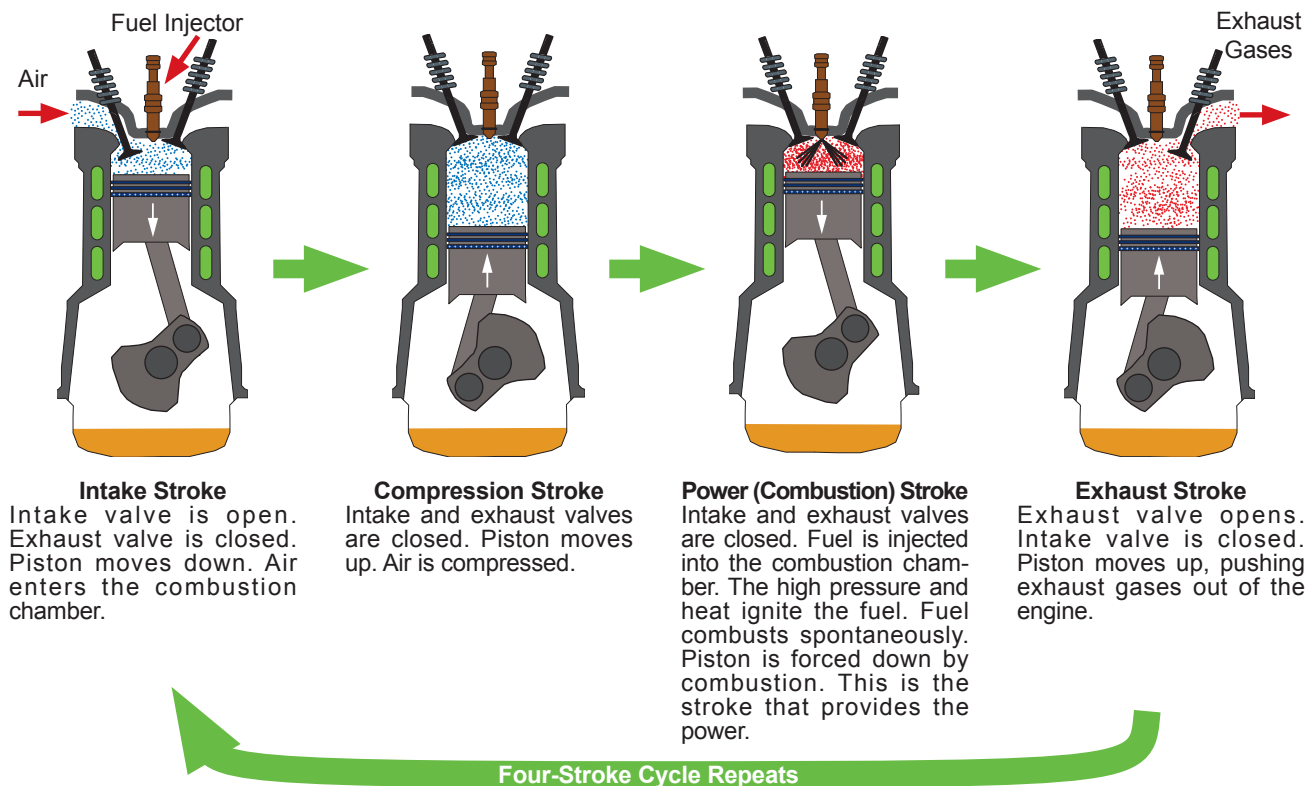 Fuel Injector
Air
Exhaust
Gases
Intake Stroke
Intake valve is open.
Exhaust valve is closed.
Piston moves down. Air
enters the combustion
chamber.
Compression Stroke
Intake and exhaust valves
are closed. Piston moves
up. Air is compressed.
Power (Combustion) Stroke
Intake and exhaust valves
are closed. Fuel is injected
into the combustion cham-
ber. The high pressure and
heat ignite the fuel. Fuel
combusts spontaneously.
Piston is forced down by
combustion. This is the
stroke that provides the
power.
Exhaust Stroke
Exhaust valve opens.
Intake valve is closed.
Piston moves up, pushing
exhaust gases out of the
engine.
Four-Stroke Cycle Repeats